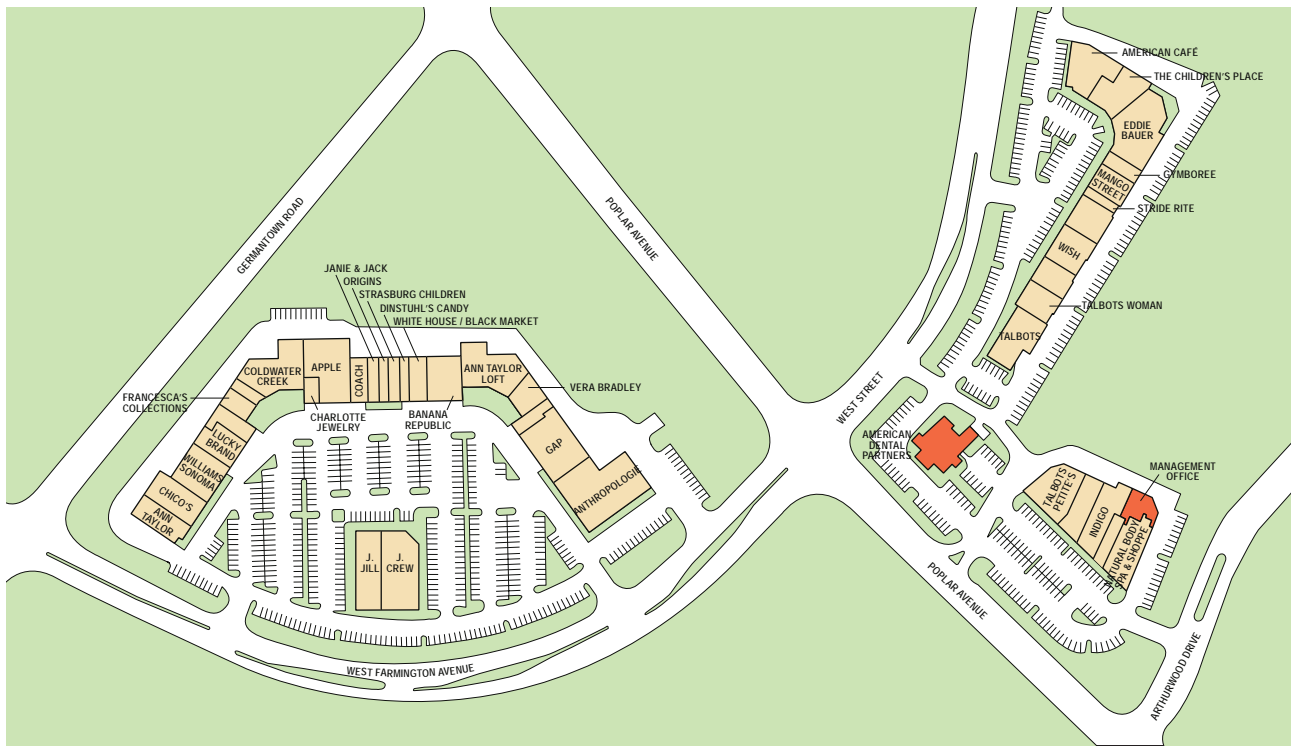 AMERICAN CAFÉ
THE CHILDREN'S PLACE
EDDIE
BAUER
GYMBOREE
MANGO
STREET
STRIDE RITE
WISH
TALBOTS WOMAN
TALBOTS
GERMANTOWN ROAD
POPLAR AVENUE
JANIE & JACK
ORIGINS
STRASBURG CHILDREN
DINSTUHL'S CANDY
WHITE HOUSE / BLACK MARKET
COLDWATER
CREEK
APPLE
COACH
ANN TAYLOR
LOFT
VERA BRADLEY
FRANCESCA'S
COLLECTIONS
CHARLOTTE
JEWELRY
BANANA
REPUBLIC
LUCKY
BRAND
WILLIAMS
SONOMA
CHICO'S
ANN
TAYLOR
GAP
ANTHROPOLOGIE
J.
JILL
J.
CREW
WEST FARMINGTON AVENUE
WEST STREET
AMERICAN
DENTAL
PARTNERS
MANAGEMENT
OFFICE
TALBOT'S
PETITE'S
INDIGO
NATURAL BODY
SPA & SHOPPE
POPLAR AVENUE
ARTHURWOOD DRIVE